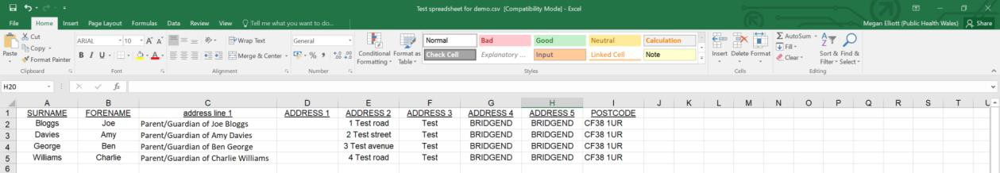 Test spreadsheet for demo.csv [Compatibility Mode] - Excel
File Home Insert Page Layout Formulas Data Review View Tell me what you want to do... Megan Elliott (Public Health Wales) Share
Paste Cut Copy Format Painter Clipboard
ARIAL 10 A A B I U A Font
Wrap Text Merge & Center Alignment
General % , .0 .00 Number
Conditional Formatting Format as Table Normal Bad Good Neutral Calculation
Check Cell Explanatory ... Input Linked Cell Note Styles
Insert Delete Format Cells
AutoSum Fill Clear Sort & Filter Find & Select Editing
H20 fx
A B C D E F G H I J K L M N O P Q R S T U
1 SURNAME FORENAME address line 1 ADDRESS 1 ADDRESS 2 ADDRESS 3 ADDRESS 4 ADDRESS 5 POSTCODE
2 Bloggs Joe Parent/Guardian of Joe Bloggs 1 Test road Test BRIDGEND BRIDGEND CF38 1UR
3 Davies Amy Parent/Guardian of Amy Davies 2 Test street Test BRIDGEND BRIDGEND CF38 1UR
4 George Ben Parent/Guardian of Ben George 3 Test avenue Test BRIDGEND BRIDGEND CF38 1UR
5 Williams Charlie Parent/Guardian of Charlie Williams 4 Test road Test BRIDGEND BRIDGEND CF38 1UR
6